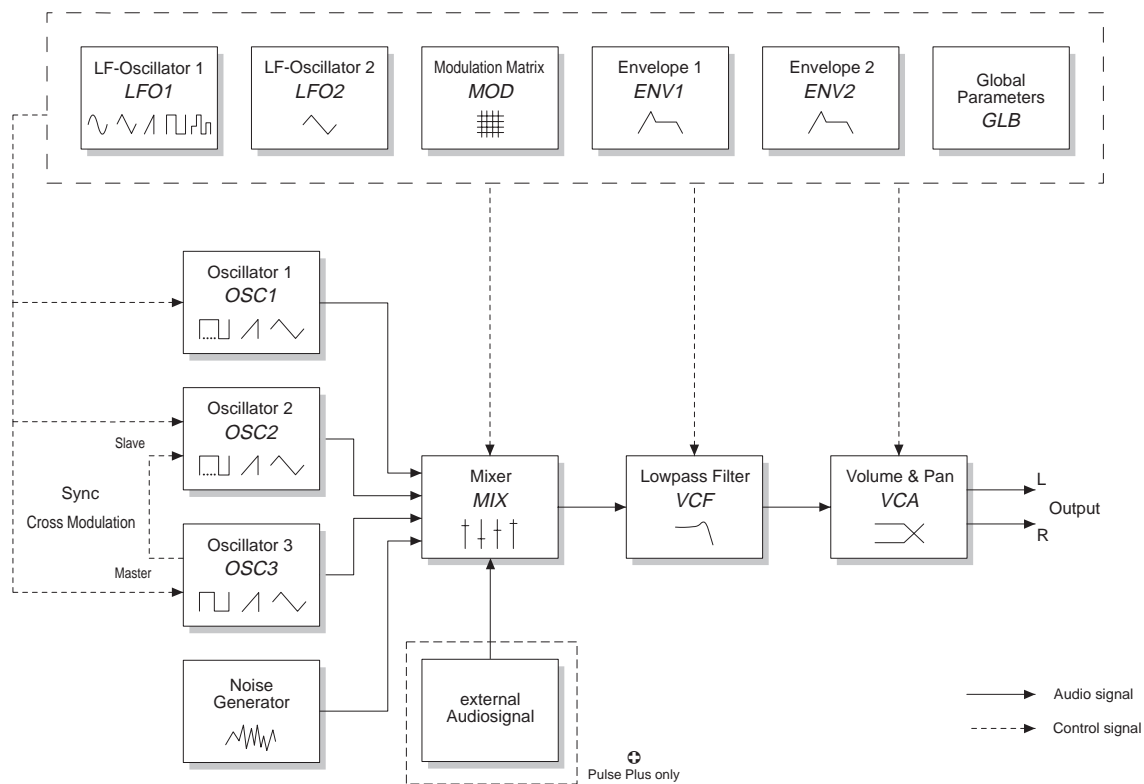 LF-Oscillator 1
LFO1
LF-Oscillator 2
LFO2
Modulation Matrix
MOD
Envelope 1
ENV1
Envelope 2
ENV2
Global
Parameters
GLB
Oscillator 1
OSC1
Oscillator 2
OSC2
Slave
Sync
Cross Modulation
Oscillator 3
OSC3
Master
Noise
Generator
Mixer
MIX
Lowpass Filter
VCF
Volume & Pan
VCA
L
Output
R
external
Audiosignal
Pulse Plus only
Audio signal
Control signal